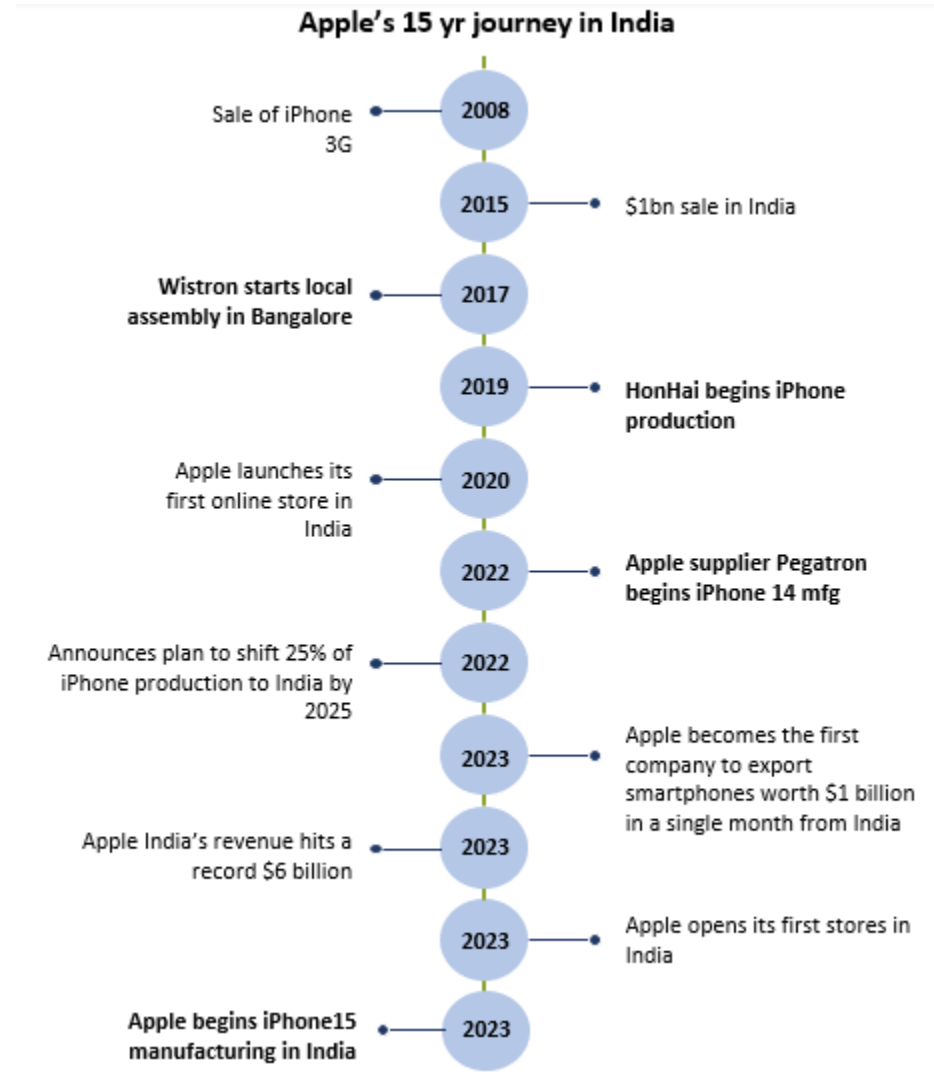 Apple’s 15 yr journey in India
2008
Sale of iPhone
3G
2015
$1bn sale in India
2017
Wistron starts local
assembly in Bangalore
2019
HonHai begins iPhone
production
2020
Apple launches its
first online store in
India
2022
Apple supplier Pegatron
begins iPhone 14 mfg
2022
Announces plan to shift 25% of
iPhone production to India by
2025
2023
Apple becomes the first
company to export
smartphones worth $1 billion
in a single month from India
2023
Apple India’s revenue hits a
record $6 billion
2023
Apple opens its first stores in
India
2023
Apple begins iPhone15
manufacturing in India